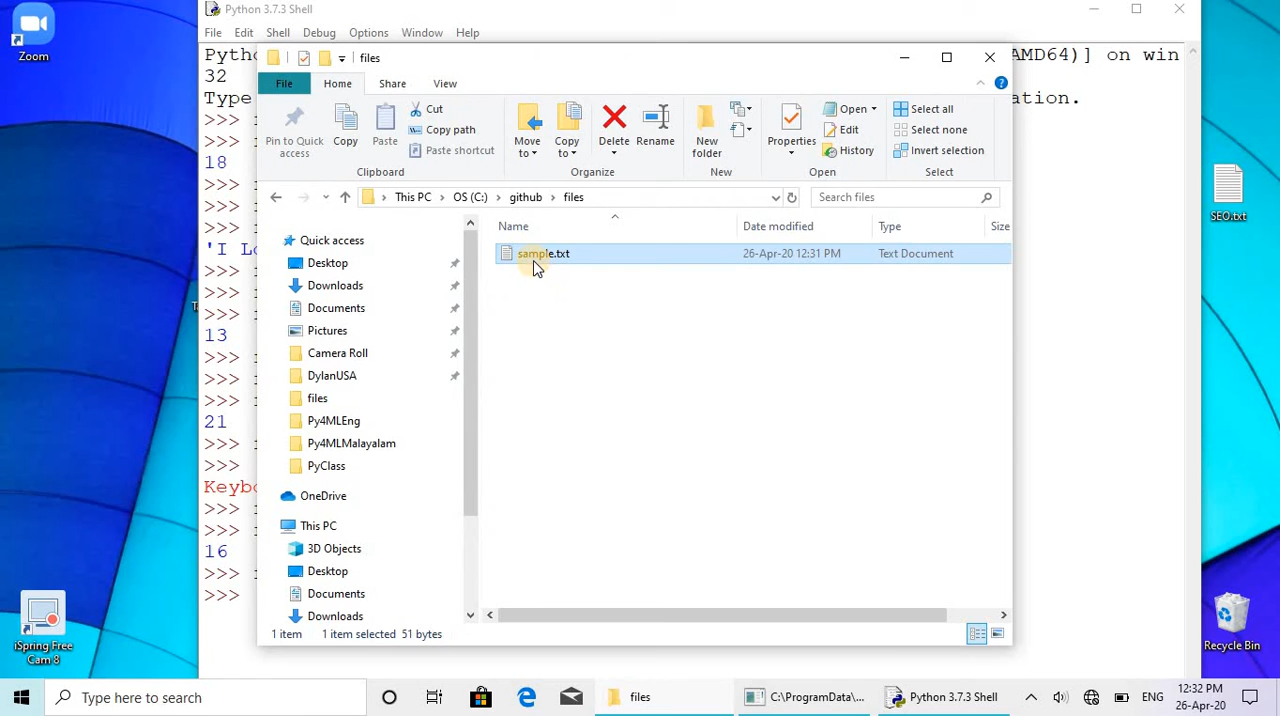 Zoom
Python 3.7.3 Shell
File Edit Shell Debug Options Window Help
AMD64)] on win
32
Type
ation.
>>>
>>>
18
>>>
>>>
>>>
'I Lo
>>>
>>>
13
>>>
>>>
21
>>>
>>>
Keybo
>>>
>>>
16
>>>
>>>
files
File Home Share View
Pin to Quick access
Copy
Paste
Cut
Copy path
Paste shortcut
Clipboard
Move to
Copy to
Delete
Rename
Organize
New folder
New
Properties
Open
Edit
History
Open
Select all
Select none
Invert selection
Select
This PC > OS (C:) > github > files
Search files
Name Date modified Type Size
sample.txt 26-Apr-20 12:31 PM Text Document
Quick access
Desktop
Downloads
Documents
Pictures
Camera Roll
DylanUSA
files
Py4MLEng
Py4MLMalayalam
PyClass
OneDrive
This PC
3D Objects
Desktop
Documents
Downloads
1 item 1 item selected 51 bytes
SEO.txt
iSpring Free
Cam 8
Recycle Bin
Type here to search
files
C:\ProgramData\...
Python 3.7.3 Shell
ENG
12:32 PM
26-Apr-20